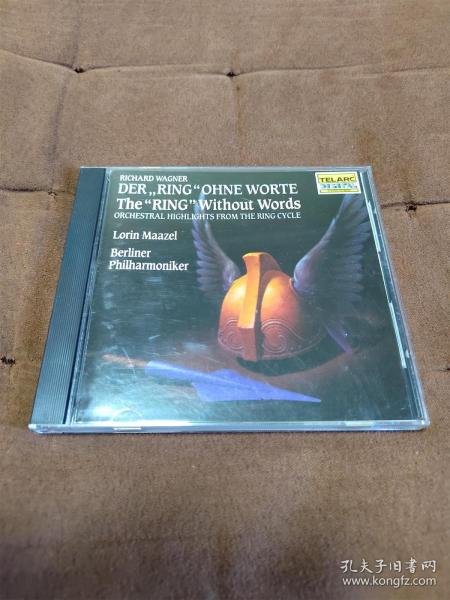 RICHARD WAGNER
DER „RING“ OHNE WORTE
The “RING” Without Words
ORCHESTRAL HIGHLIGHTS FROM THE RING CYCLE
Lorin Maazel
Berliner
Philharmoniker
TELARC
DIGITAL
孔夫子旧书网
www.kongfz.com